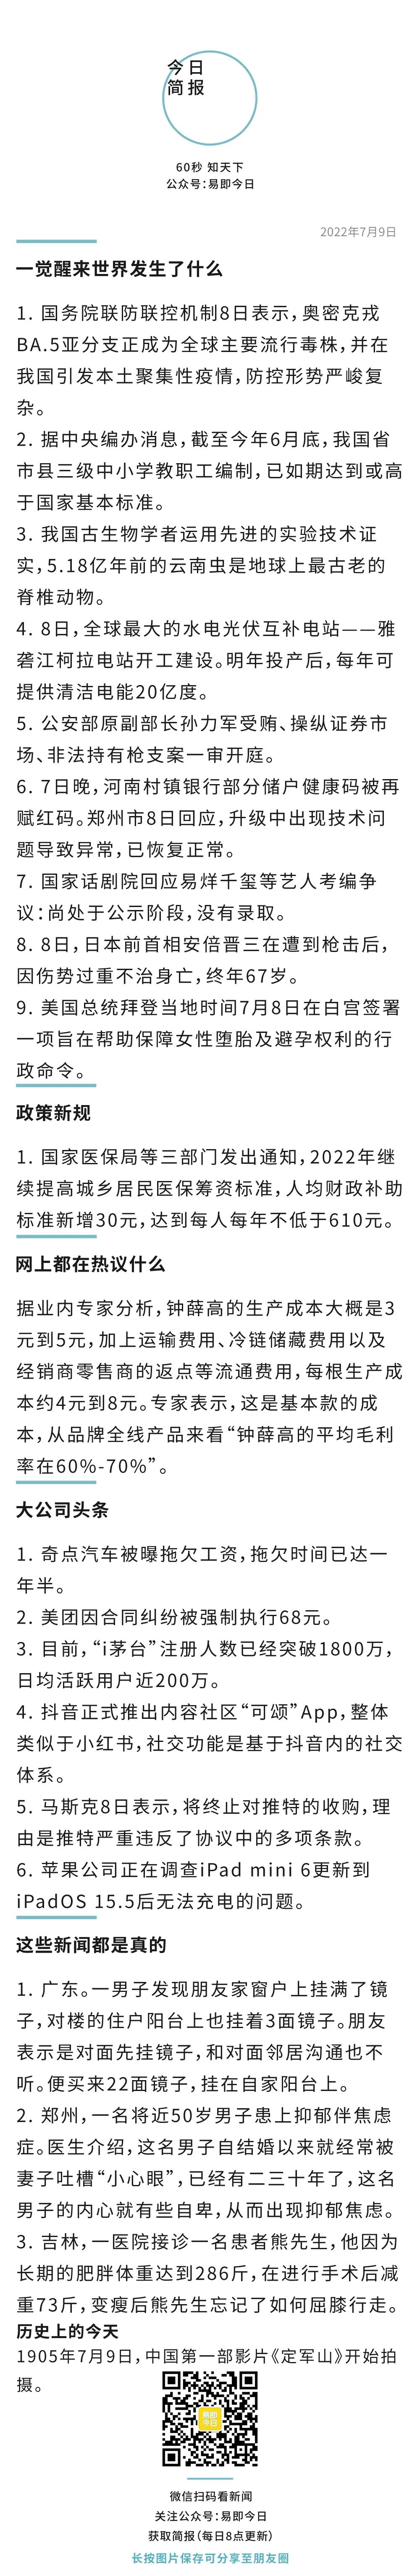 今日
简报
60秒 知天下
公众号：易即今日
2022年7月9日
一觉醒来世界发生了什么
1. 国务院联防联控机制8日表示，奥密克戎
BA.5亚分支正成为全球主要流行毒株，并在
我国引发本土聚集性疫情，防控形势严峻复
杂。
2. 据中央编办消息，截至今年6月底，我国省
市县三级中小学教职工编制，已如期达到或高
于国家基本标准。
3. 我国古生物学者运用先进的实验技术证
实，5.18亿年前的云南虫是地球上最古老的
脊椎动物。
4. 8日，全球最大的水电光伏互补电站——雅
砻江柯拉电站开工建设。明年投产后，每年可
提供清洁电能20亿度。
5. 公安部原副部长孙力军受贿、操纵证券市
场、非法持有枪支案一审开庭。
6. 7日晚，河南村镇银行部分储户健康码被再
赋红码。郑州市8日回应，升级中出现技术问
题导致异常，已恢复正常。
7. 国家话剧院回应易烊千玺等艺人考编争
议：尚处于公示阶段，没有录取。
8. 8日，日本前首相安倍晋三在遭到枪击后，
因伤势过重不治身亡，终年67岁。
9. 美国总统拜登当地时间7月8日在白宫签署
一项旨在帮助保障女性堕胎及避孕权利的行
政命令。
政策新规
1. 国家医保局等三部门发出通知，2022年继
续提高城乡居民医保筹资标准，人均财政补助
标准新增30元，达到每人每年不低于610元。
网上都在热议什么
据业内专家分析，钟薛高的生产成本大概是3
元到5元，加上运输费用、冷链储藏费用以及
经销商零售商的返点等流通费用，每根生产成
本约4元到8元。专家表示，这是基本款的成
本，从品牌全线产品来看“钟薛高的平均毛利
率在60%-70%”。
大公司头条
1. 奇点汽车被曝拖欠工资，拖欠时间已达一
年半。
2. 美团因合同纠纷被强制执行68元。
3. 目前，“i茅台”注册人数已经突破1800万，
日均活跃用户近200万。
4. 抖音正式推出内容社区“可颂”App，整体
类似于小红书，社交功能是基于抖音内的社交
体系。
5. 马斯克8日表示，将终止对推特的收购，理
由是推特严重违反了协议中的多项条款。
6. 苹果公司正在调查iPad mini 6更新到
iPadOS 15.5后无法充电的问题。
这些新闻都是真的
1. 广东。一男子发现朋友家窗户上挂满了镜
子，对楼的住户阳台上也挂着3面镜子。朋友
表示是对面先挂镜子，和对面邻居沟通也不
听。便买来22面镜子，挂在自家阳台上。
2. 郑州，一名将近50岁男子患上抑郁伴焦虑
症。医生介绍，这名男子自结婚以来就经常被
妻子吐槽“小心眼”，已经有二三十年了，这名
男子的内心就有些自卑，从而出现抑郁焦虑。
3. 吉林，一医院接诊一名患者熊先生，他因为
长期的肥胖体重达到286斤，在进行手术后减
重73斤，变瘦后熊先生忘记了如何屈膝行走。
历史上的今天
1905年7月9日，中国第一部影片《定军山》开始拍
摄。
易即
今日
微信扫码看新闻
关注公众号：易即今日
获取简报（每日8点更新）
长按图片保存可分享至朋友圈